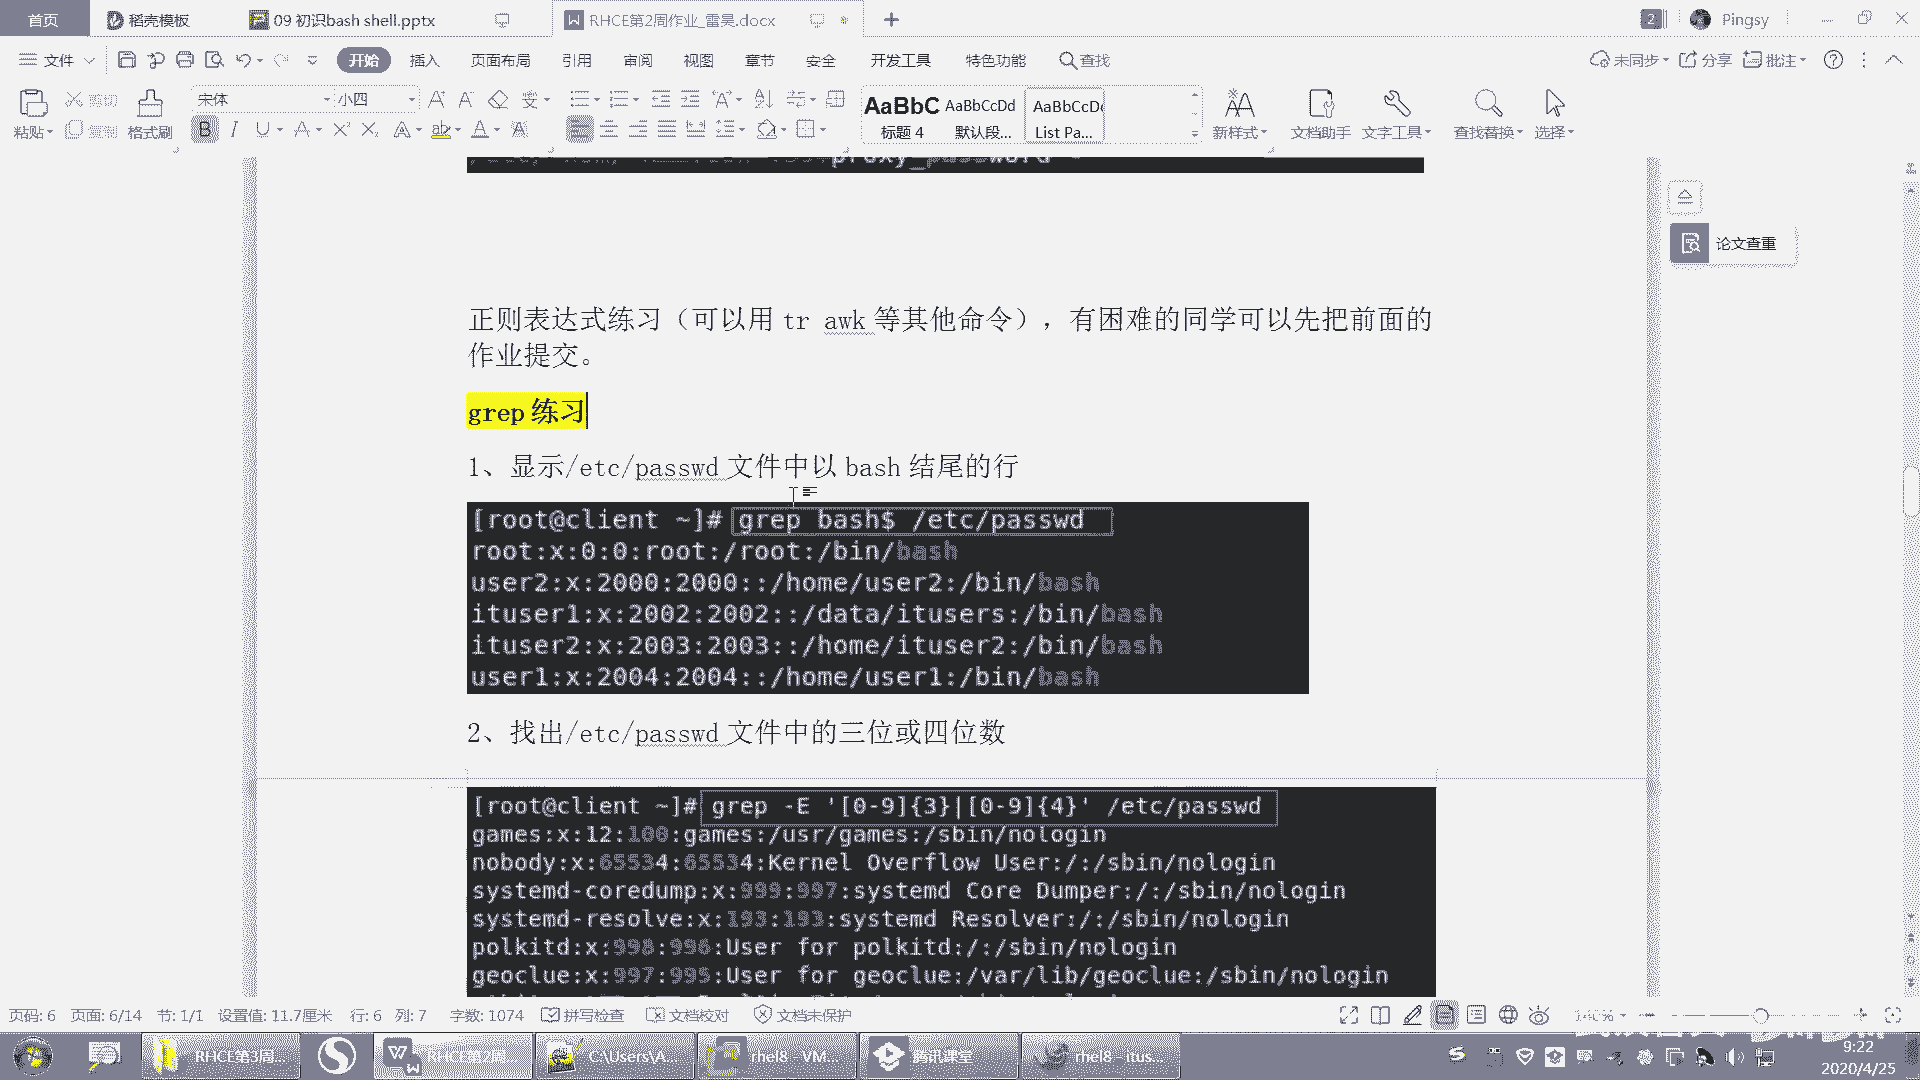 首页
稻壳模板
09 初识bash shell.pptx
RHCE第2周作业_雷昊.docx
2
Pingsy
文件
开始
插入
页面布局
引用
审阅
视图
章节
安全
开发工具
特色功能
查找
未同步
分享
批注
粘贴
剪切
复制
格式刷
宋体
小四
AaBbC
AaBbCcDd
AaBbCcD
标题 4
默认段...
List Pa...
新样式
文档助手
文字工具
查找替换
选择
proxy_password
论文查重
正则表达式练习（可以用 tr awk 等其他命令），有困难的同学可以先把前面的
作业提交。
grep 练习
1、显示/etc/passwd 文件中以 bash 结尾的行
[root@client ~]# grep bash$ /etc/passwd
root:x:0:0:root:/root:/bin/bash
user2:x:2000:2000::/home/user2:/bin/bash
ituser1:x:2002:2002::/data/itusers:/bin/bash
ituser2:x:2003:2003::/home/ituser2:/bin/bash
user1:x:2004:2004::/home/user1:/bin/bash
2、找出/etc/passwd 文件中的三位或四位数
[root@client ~]# grep -E '[0-9]{3}|[0-9]{4}' /etc/passwd
games:x:12:100:games:/usr/games:/sbin/nologin
nobody:x:65534:65534:Kernel Overflow User:/:/sbin/nologin
systemd-coredump:x:999:997:systemd Core Dumper:/:/sbin/nologin
systemd-resolve:x:193:193:systemd Resolver:/:/sbin/nologin
polkitd:x:998:996:User for polkitd:/:/sbin/nologin
geoclue:x:997:995:User for geoclue:/var/lib/geoclue:/sbin/nologin
页码: 6
页面: 6/14
节: 1/1
设置值: 11.7厘米
行: 6
列: 7
字数: 1074
拼写检查
文档校对
文档未保护
140%
RHCE第3周...
RHCE第2周...
C:\Users\A...
rhel8 - VM...
腾讯课堂
rhel8 - itus...
9:22
2020/4/25